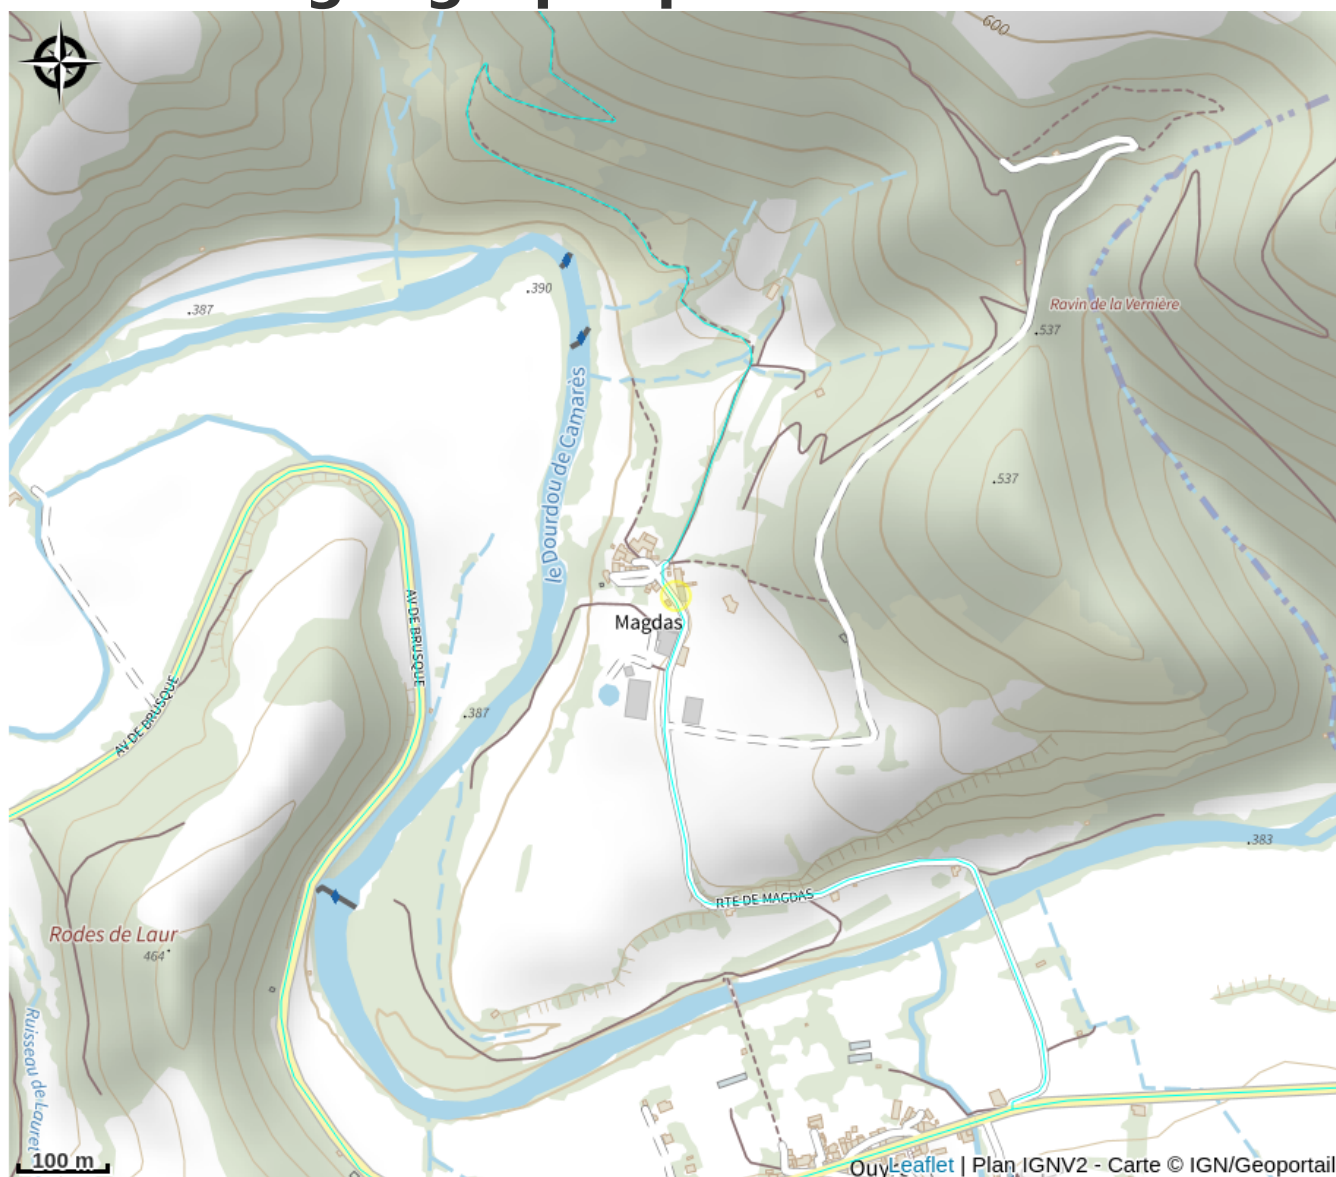 600
387
390
Ravin de la Vernière
537
le Dourdou de Camarès
537
AV DE BRUSQUE
Magdas
AV DE BRUSQUE
387
383
RTE DE MAGDAS
Rodes de Laur
464
Ruisseau de Lauret
100 m
Leaflet | Plan IGNV2 - Carte © IGN/Geoportail